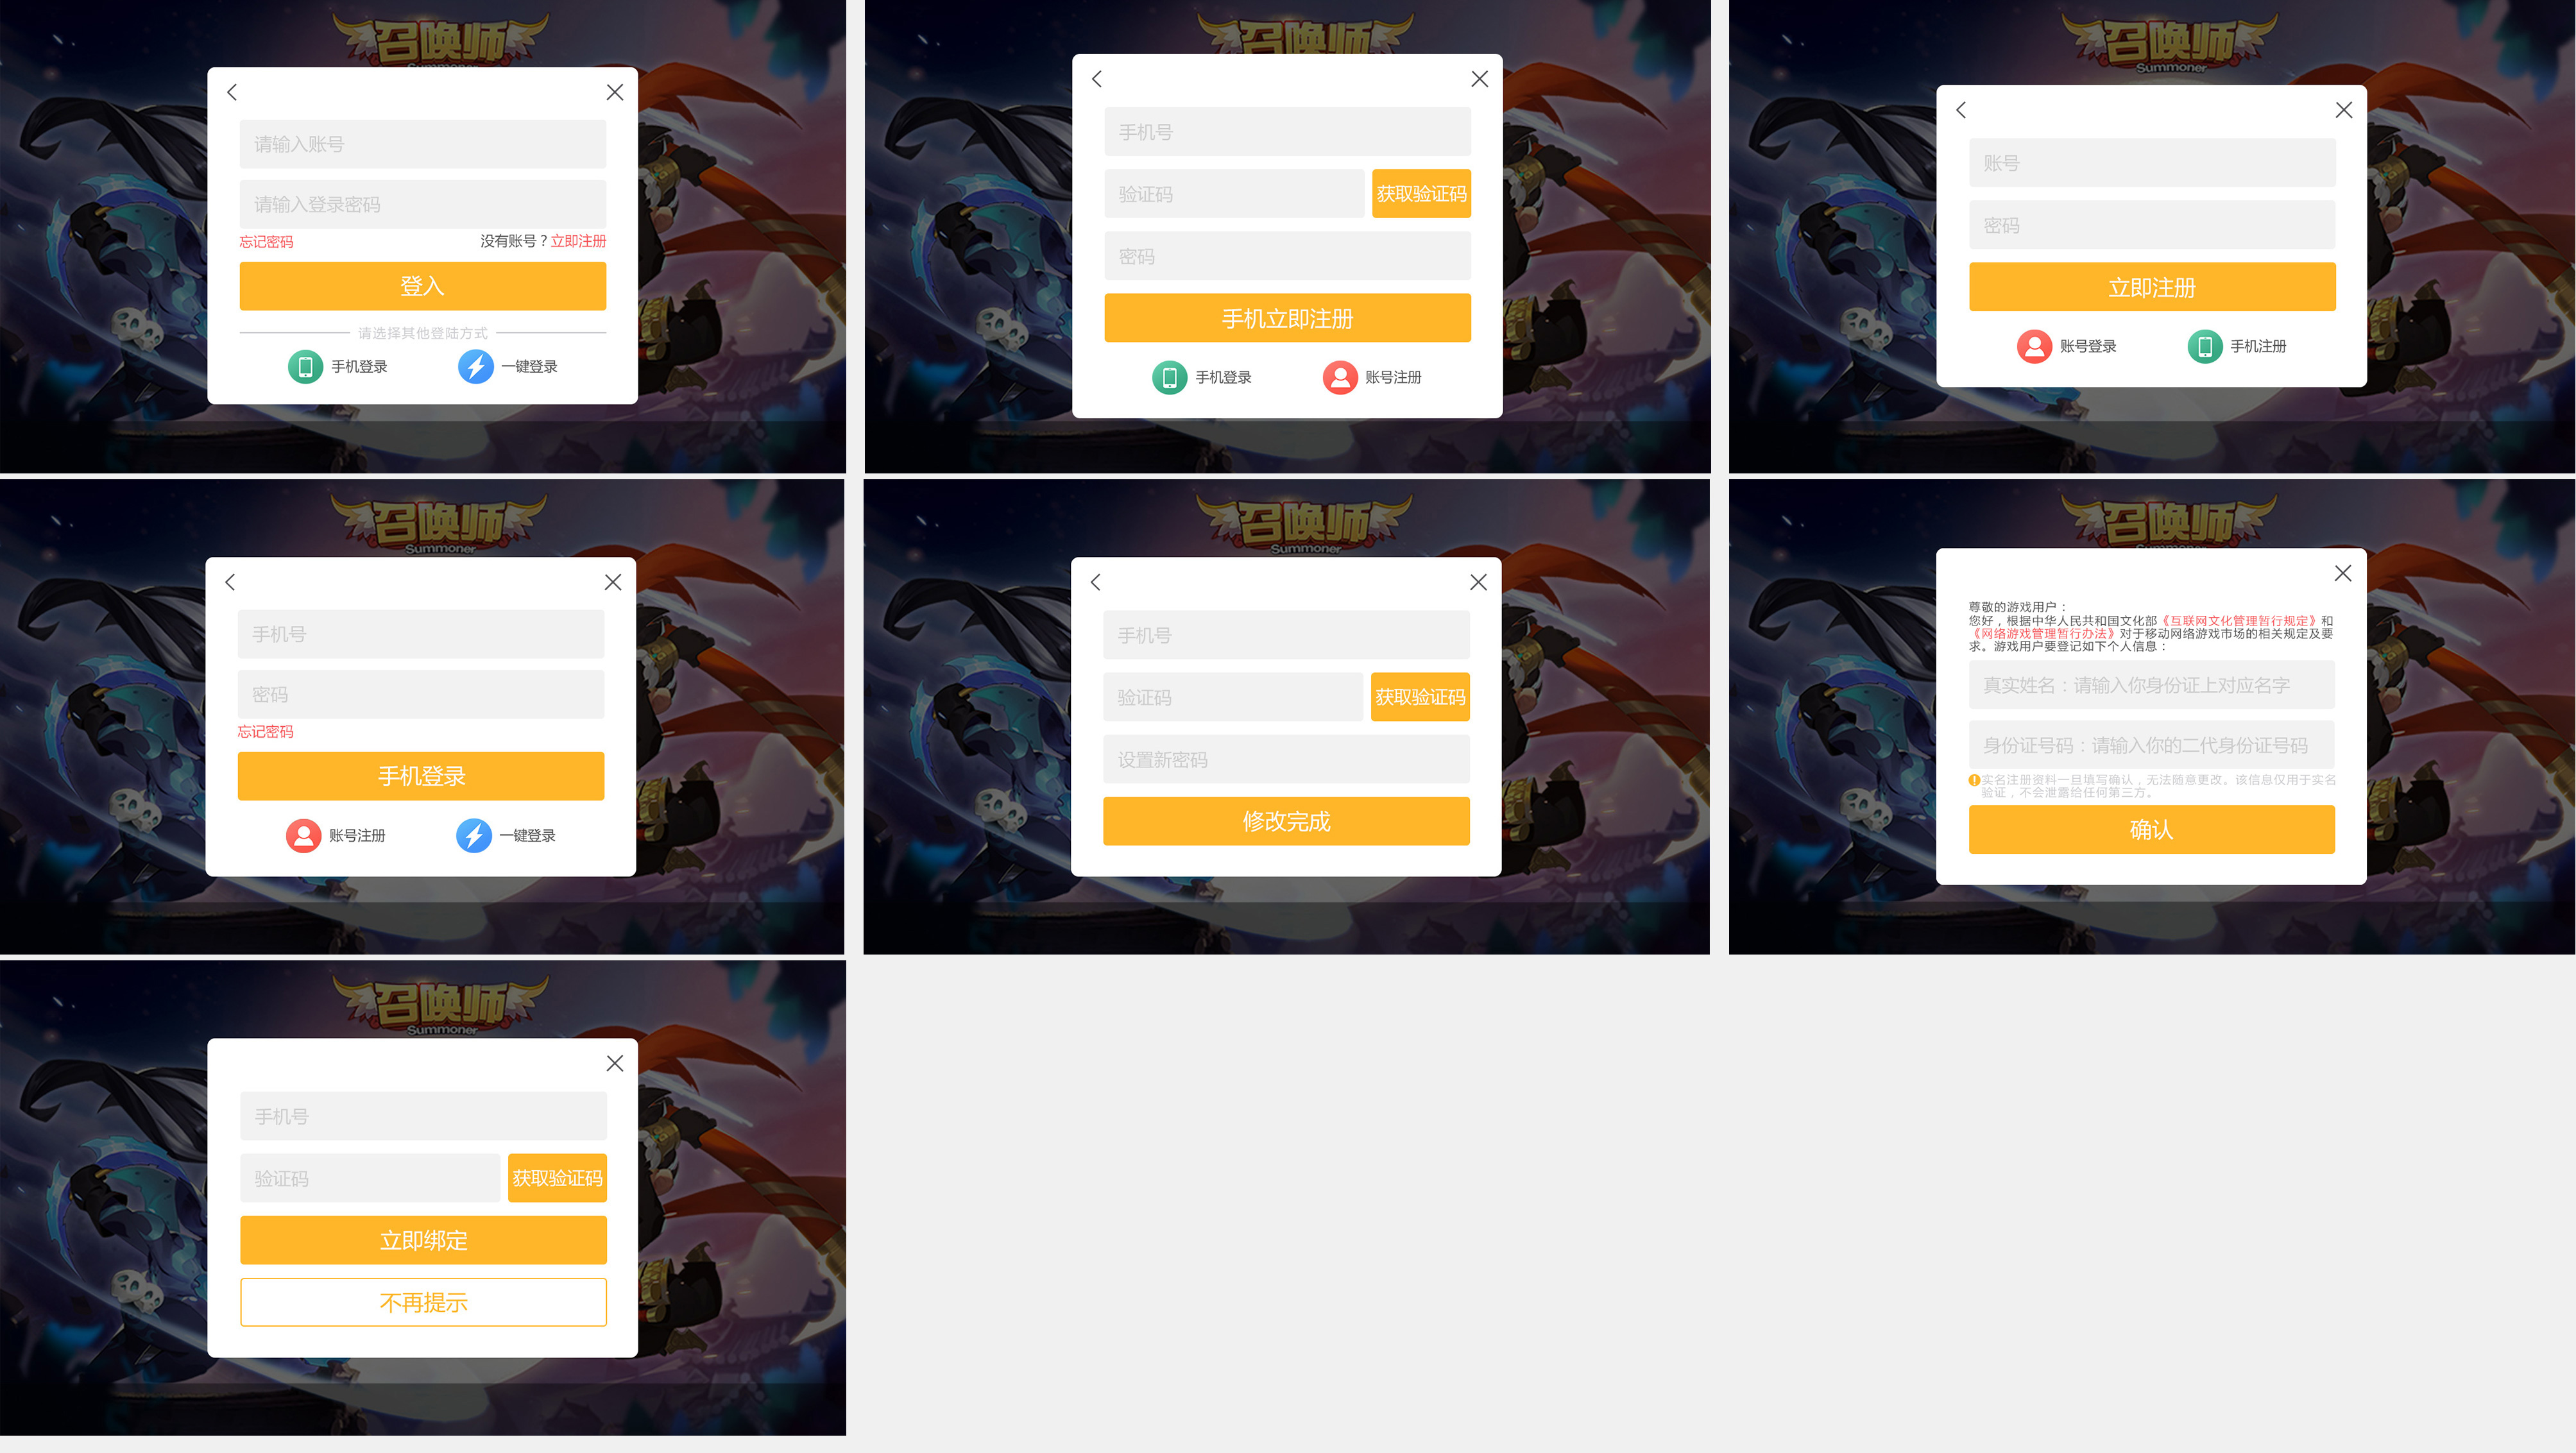 召唤师
Summoner
请输入账号
请输入登录密码
忘记密码 没有账号？立即注册
登入
请选择其他登陆方式
手机登录 一键登录
召唤师
手机号
验证码 获取验证码
密码
手机立即注册
手机登录 账号注册
召唤师
Summoner
账号
密码
立即注册
账号登录 手机注册
召唤师
Summoner
手机号
密码
忘记密码
手机登录
账号注册 一键登录
召唤师
Summoner
手机号
验证码 获取验证码
设置新密码
修改完成
召唤师
Summoner
尊敬的游戏用户：
您好，根据中华人民共和国文化部《互联网文化管理暂行规定》和
《网络游戏管理暂行办法》对于移动网络游戏市场的相关规定及要
求。游戏用户要登记如下个人信息：
真实姓名：请输入你身份证上对应名字
身份证号码：请输入你的二代身份证号码
实名注册资料一旦填写确认，无法随意更改。该信息仅用于实名
验证，不会泄露给任何第三方。
确认
召唤师
Summoner
手机号
验证码 获取验证码
立即绑定
不再提示